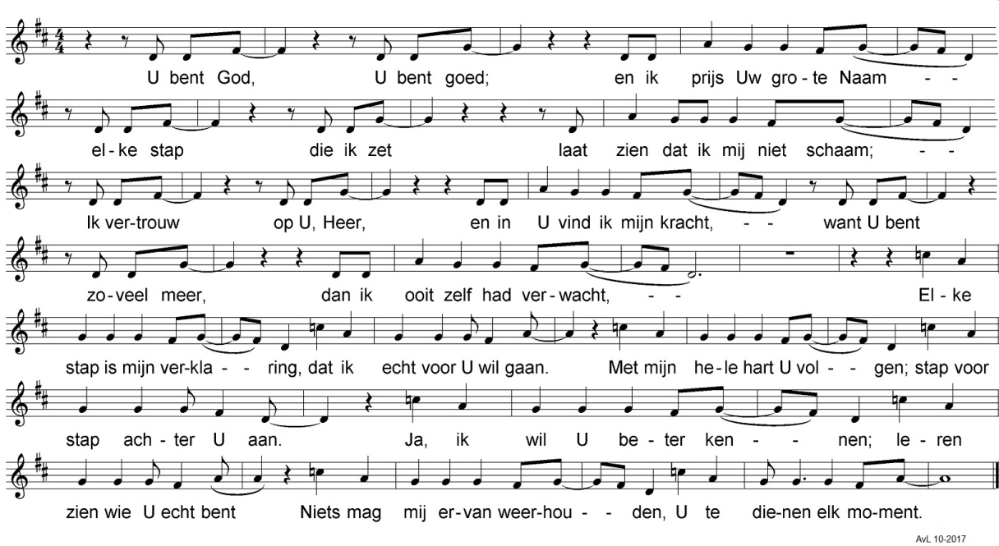 U bent God, U bent goed; en ik prijs Uw gro - te Naam - -
el - ke stap die ik zet laat zien dat ik mij niet schaam; - -
Ik ver-trouw op U, Heer, en in U vind ik mijn kracht, - - want U bent
zo - veel meer, dan ik ooit zelf had ver - wacht, - - El - ke
stap is mijn ver-kla - - ring, dat ik echt voor U wil gaan. Met mijn he - le hart U vol - - gen; stap voor
stap ach - ter U aan. Ja, ik wil U be - ter ken - - nen; le - ren
zien wie U echt bent Niets mag mij er-van weer-hou - - den, U te die-nen elk mo-ment.
AvL 10-2017